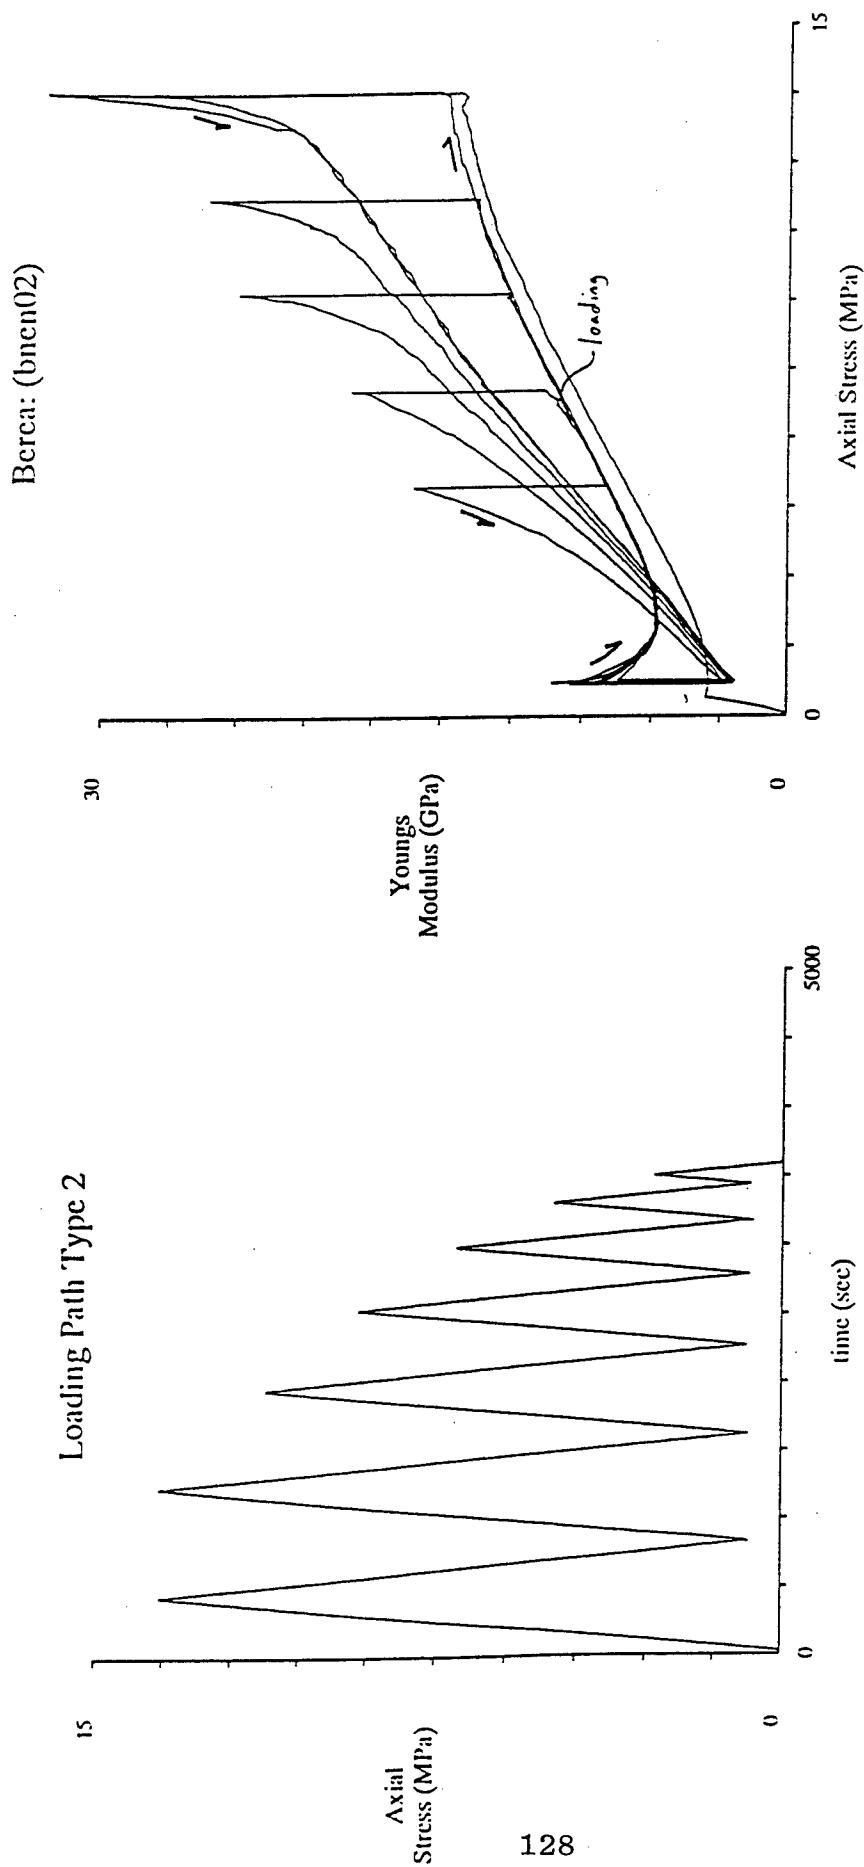 Loading Path Type 2
15
Axial
Stress (MPa)
0
0
time (sec)
5000
Berea: (bncn02)
30
Youngs
Modulus (GPa)
0
loading
0
Axial Stress (MPa)
15
128